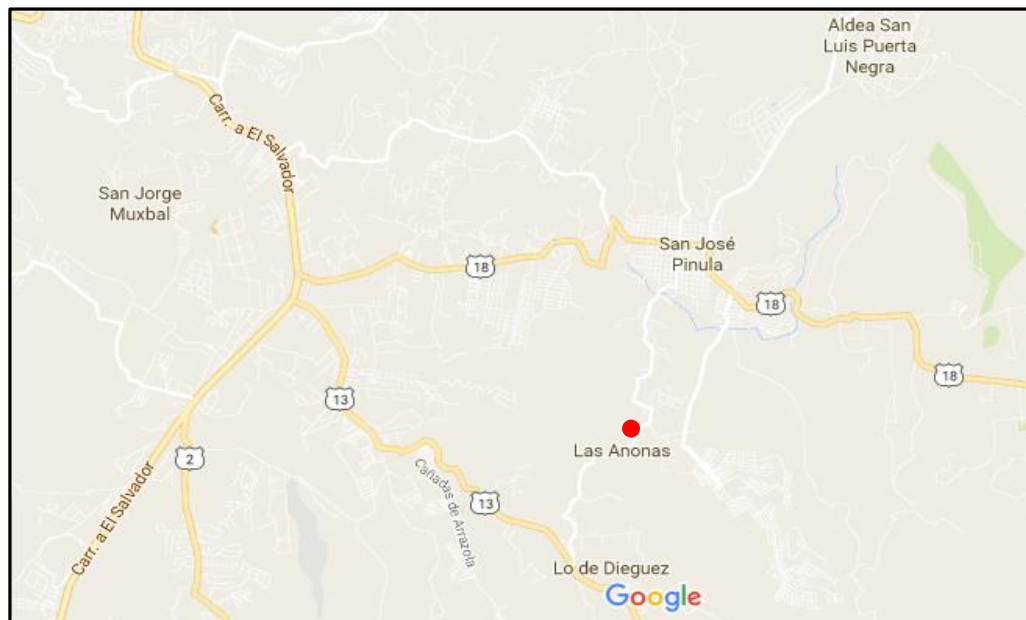 Aldea San
Luis Puerta
Negra
Carr. a El Salvador
San Jorge
Muxbal
San José
Pinula
18
18
18
13
Las Anonas
2
Carr. a El Salvador
Cañadas de Arrazola
13
Lo de Dieguez
Google